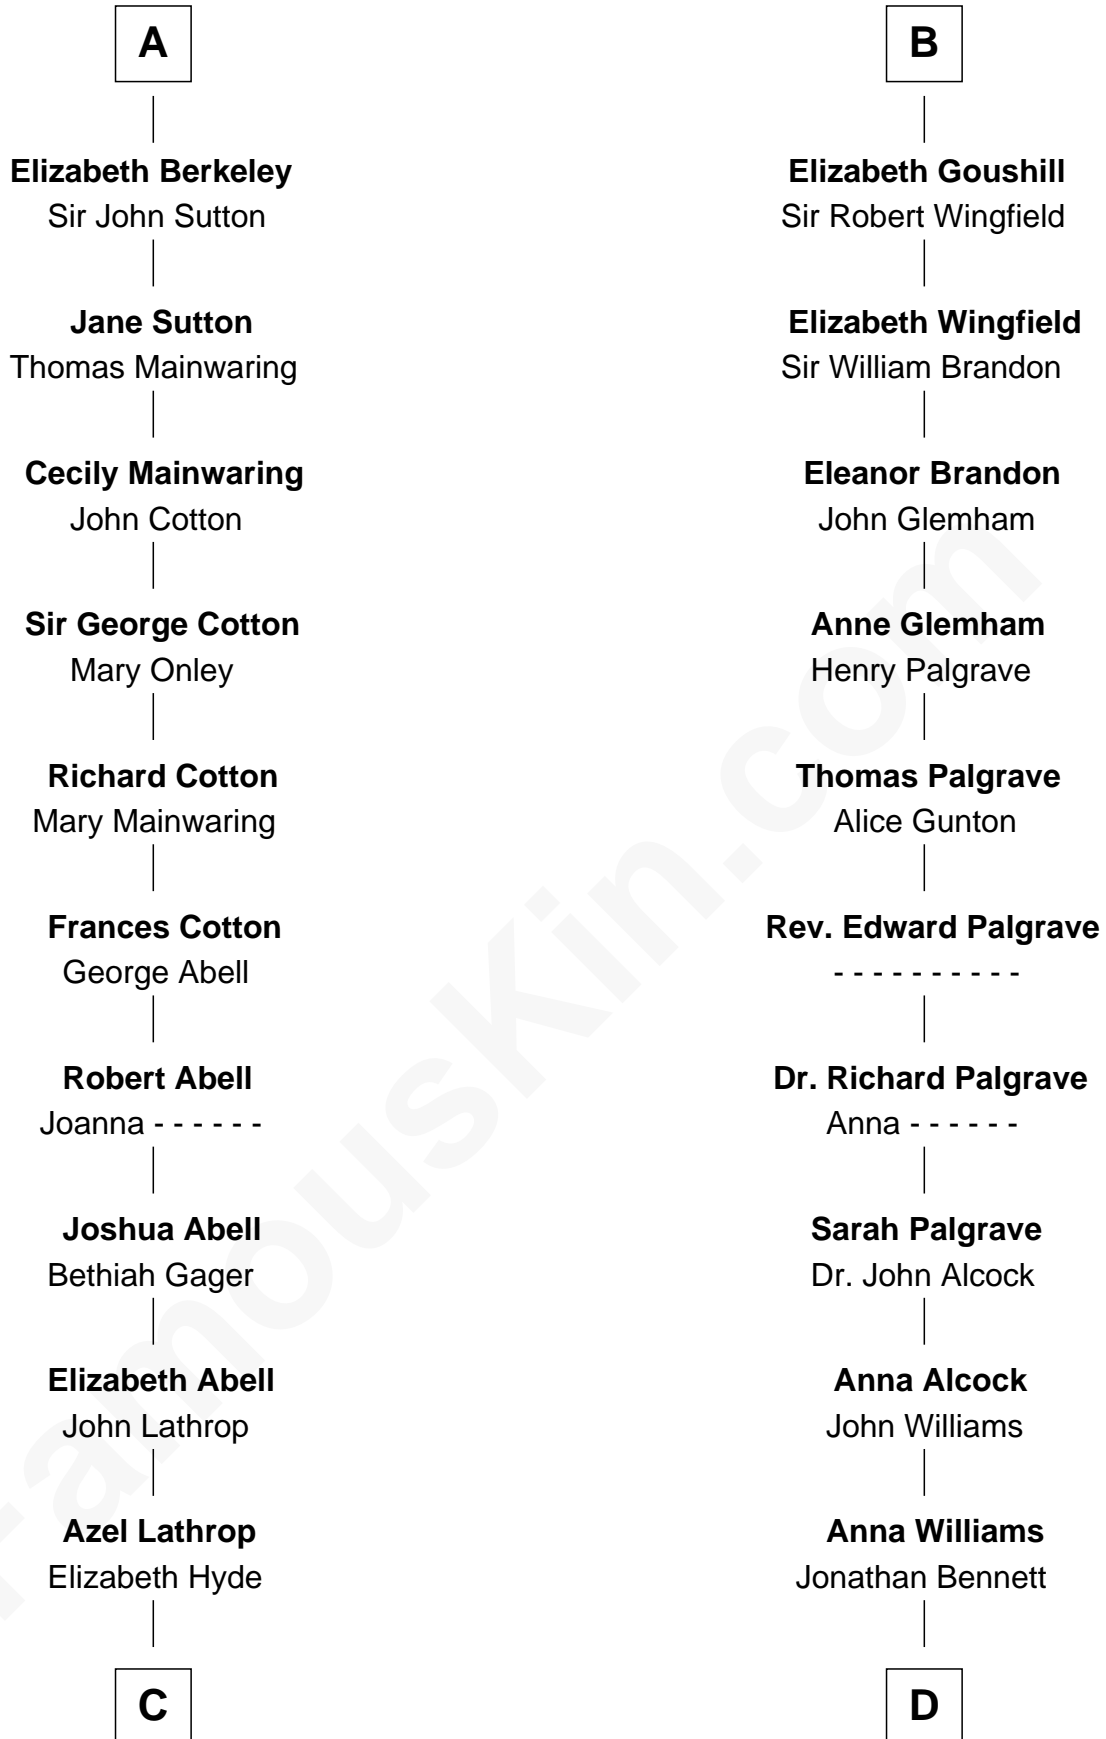 A
Elizabeth Berkeley
Sir John Sutton
Jane Sutton
Thomas Mainwaring
Cecily Mainwaring
John Cotton
Sir George Cotton
Mary Onley
Richard Cotton
Mary Mainwaring
Frances Cotton
George Abell
Robert Abell
Joanna - - - - - -
Joshua Abell
Bethiah Gager
Elizabeth Abell
John Lathrop
Azel Lathrop
Elizabeth Hyde
C
B
Elizabeth Goushill
Sir Robert Wingfield
Elizabeth Wingfield
Sir William Brandon
Eleanor Brandon
John Glemham
Anne Glemham
Henry Palgrave
Thomas Palgrave
Alice Gunton
Rev. Edward Palgrave
- - - - - - - - - -
Dr. Richard Palgrave
Anna - - - - - -
Sarah Palgrave
Dr. John Alcock
Anna Alcock
John Williams
Anna Williams
Jonathan Bennett
D
FamousKin.com